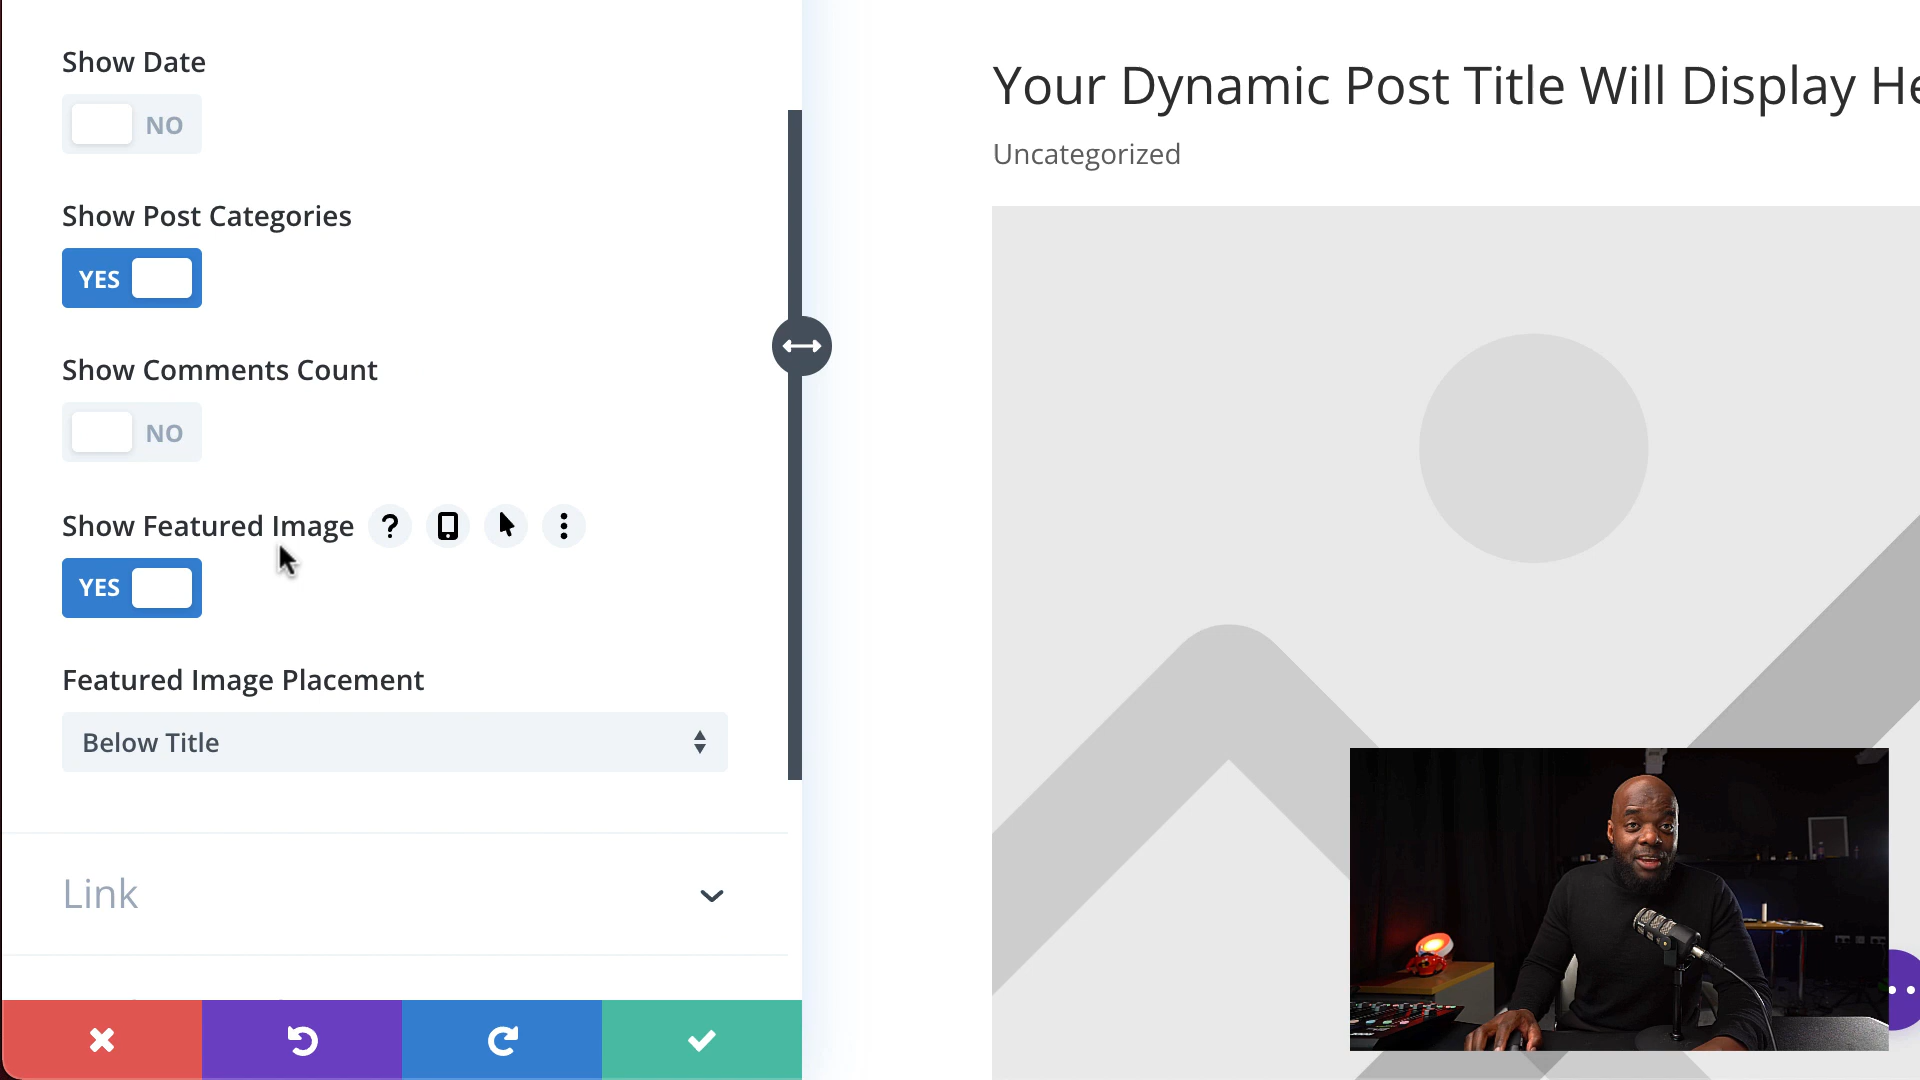 Show Date
NO
Show Post Categories
YES
Show Comments Count
NO
Show Featured Image
?
YES
Featured Image Placement
Below Title
Link
Your Dynamic Post Title Will Display He
Uncategorized